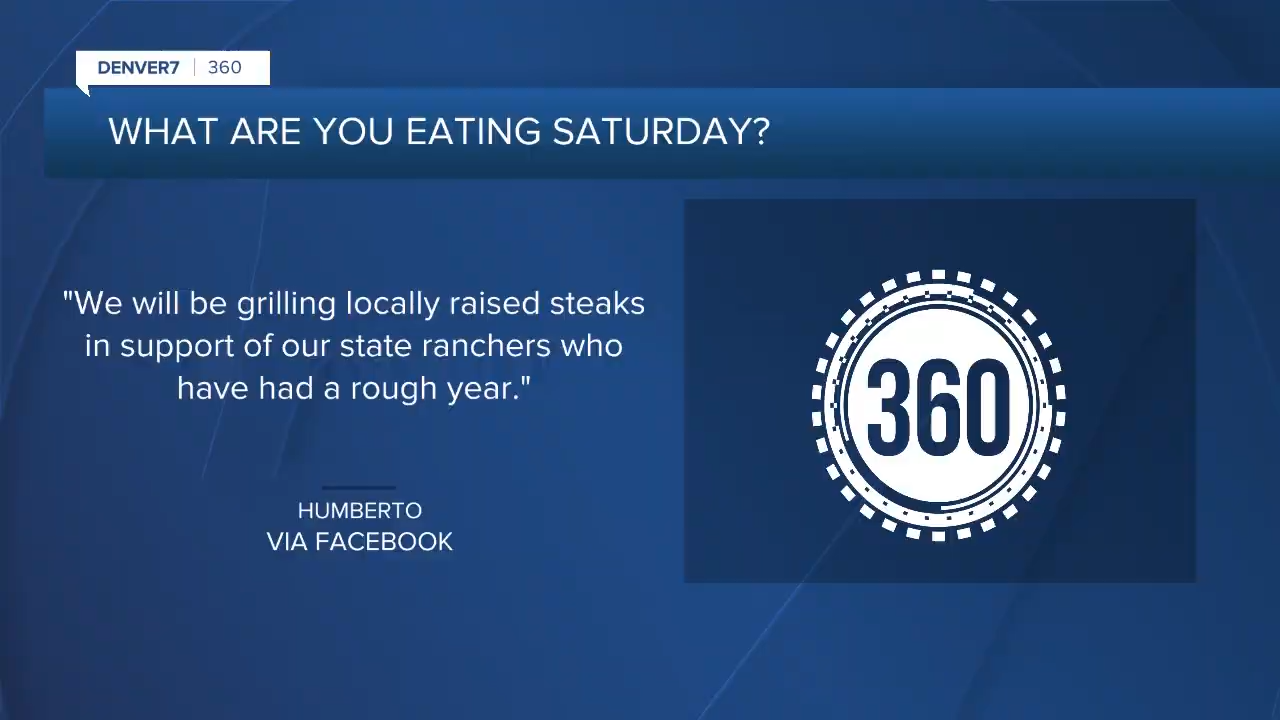 DENVER7 | 360
WHAT ARE YOU EATING SATURDAY?
"We will be grilling locally raised steaks
in support of our state ranchers who
have had a rough year."
HUMBERTO
VIA FACEBOOK
360